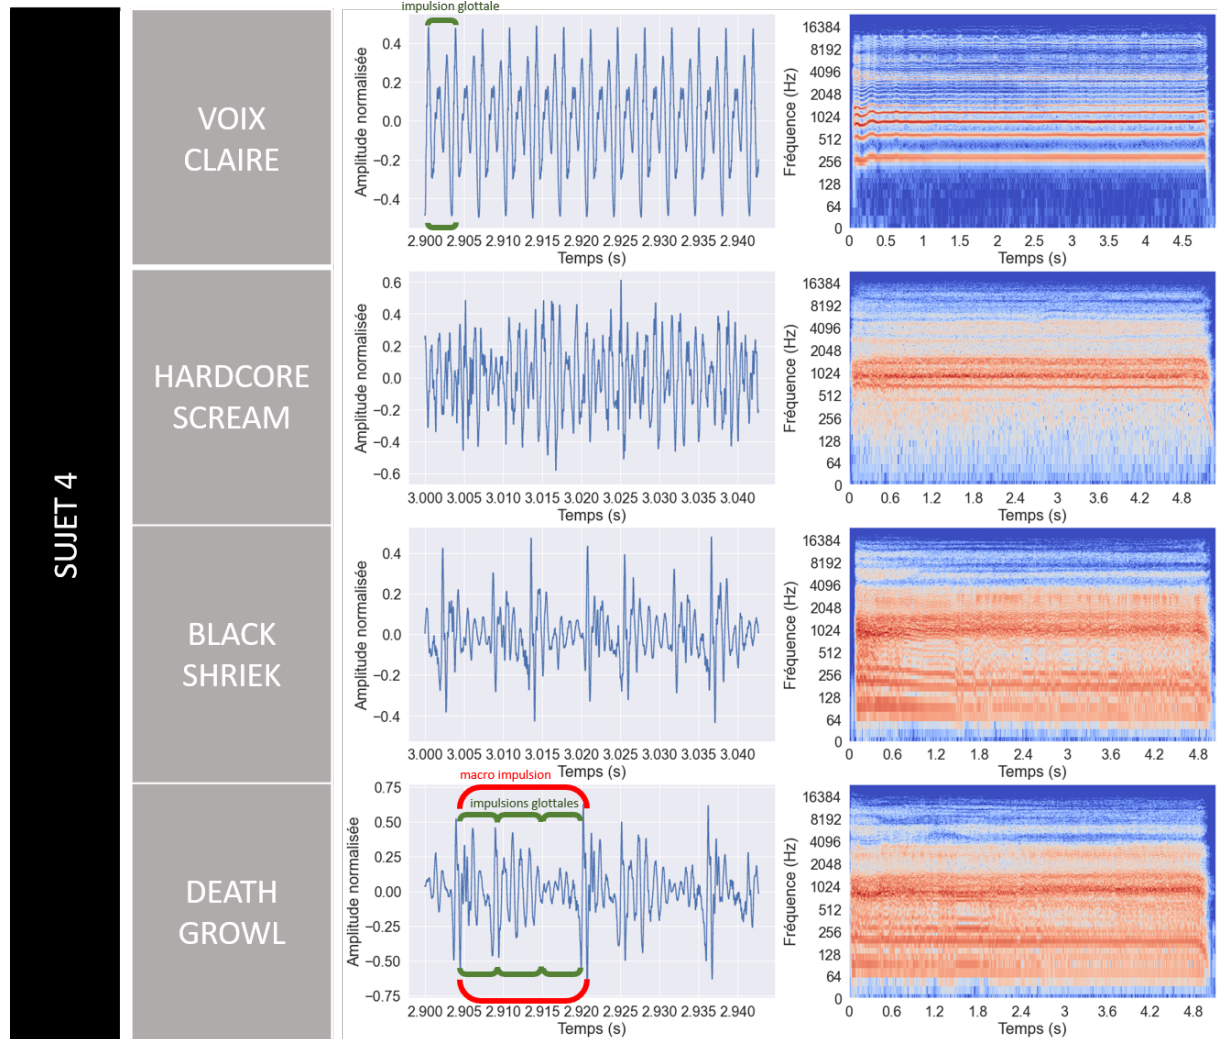 SUJET 4
VOIX
CLAIRE
impulsion glottale
Amplitude normalisée
0.4
0.2
0.0
−0.2
−0.4
2.900 2.905 2.910 2.915 2.920 2.925 2.930 2.935 2.940
Temps (s)
Fréquence (Hz)
16384
8192
4096
2048
1024
512
256
128
64
0
0 0.5 1 1.5 2 2.5 3 3.5 4 4.5
Temps (s)
HARDCORE
SCREAM
Amplitude normalisée
0.6
0.4
0.2
0.0
−0.2
−0.4
−0.6
3.000 3.005 3.010 3.015 3.020 3.025 3.030 3.035 3.040
Temps (s)
Fréquence (Hz)
16384
8192
4096
2048
1024
512
256
128
64
0
0 0.6 1.2 1.8 2.4 3 3.6 4.2 4.8
Temps (s)
BLACK
SHRIEK
Amplitude normalisée
0.4
0.2
0.0
−0.2
−0.4
3.000 3.005 3.010 3.015 3.020 3.025 3.030 3.035 3.040
Temps (s)
Fréquence (Hz)
16384
8192
4096
2048
1024
512
256
128
64
0
0 0.6 1.2 1.8 2.4 3 3.6 4.2 4.8
Temps (s)
DEATH
GROWL
macro impulsion
impulsions glottales
Amplitude normalisée
0.75
0.50
0.25
0.00
−0.25
−0.50
−0.75
2.900 2.905 2.910 2.915 2.920 2.925 2.930 2.935 2.940
Temps (s)
Fréquence (Hz)
16384
8192
4096
2048
1024
512
256
128
64
0
0 0.6 1.2 1.8 2.4 3 3.6 4.2 4.8
Temps (s)